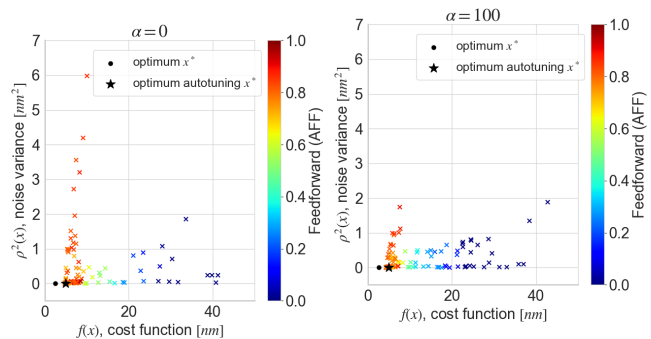 α = 0
7
6
5
4
3
2
1
0
ρ²(x), noise variance [nm²]
optimum x*
optimum autotuning x*
0
20
40
f(x), cost function [nm]
1.0
0.8
0.6
0.4
0.2
0.0
Feedforward (AFF)
α = 100
7
6
5
4
3
2
1
0
ρ²(x), noise variance [nm²]
optimum x*
optimum autotuning x*
0
20
40
f(x), cost function [nm]
1.0
0.8
0.6
0.4
0.2
0.0
Feedforward (AFF)